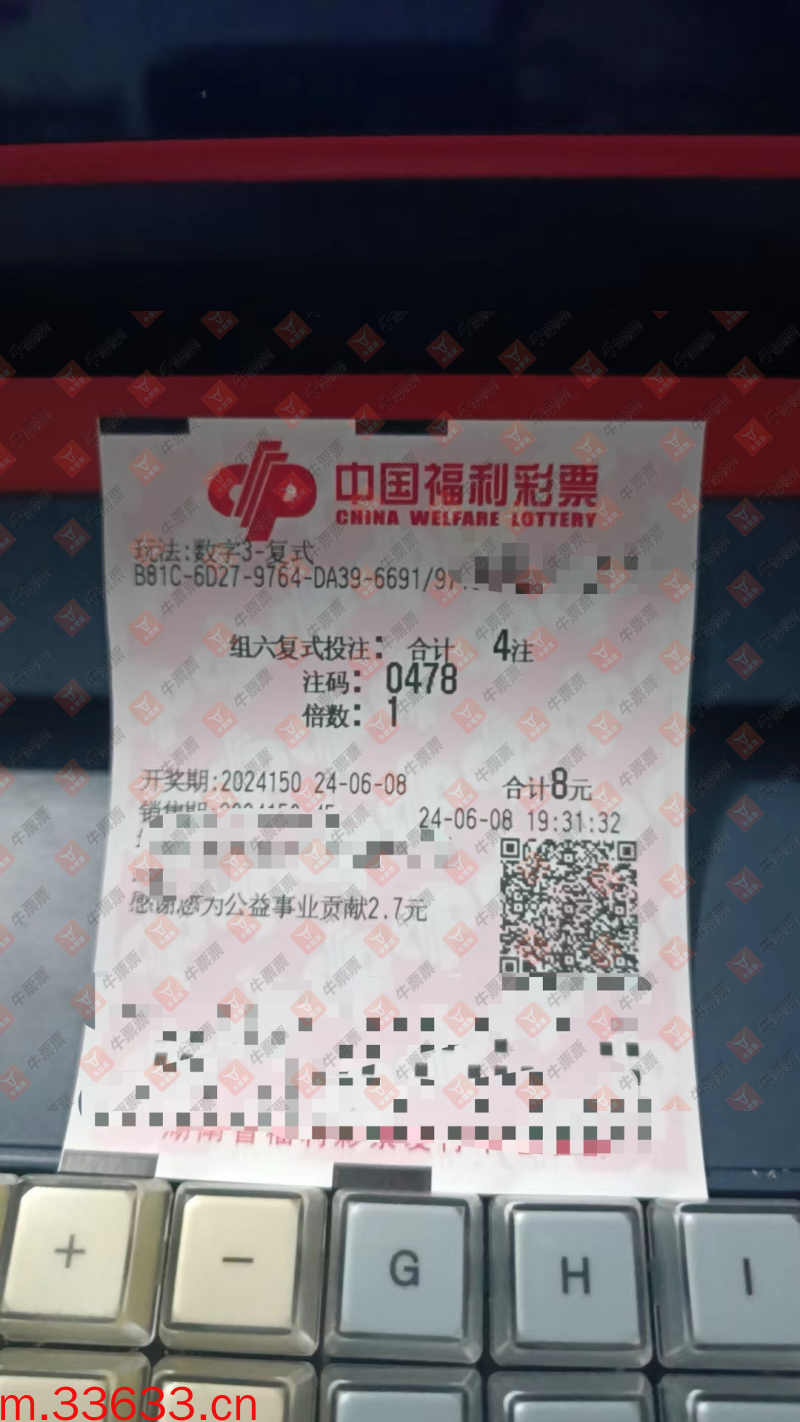 中国福利彩票
CHINA WELFARE LOTTERY
玩法:数字3-复式
B81C-6D27-9764-DA39-6691/97
组六复式投注: 合计 4注
注码: 0478
倍数: 1
开奖期:2024150 24-06-08 合计8元
24-06-08 19:31:32
感谢您为公益事业贡献2.7元
牛票票
+ - G H I
m.33633.cn